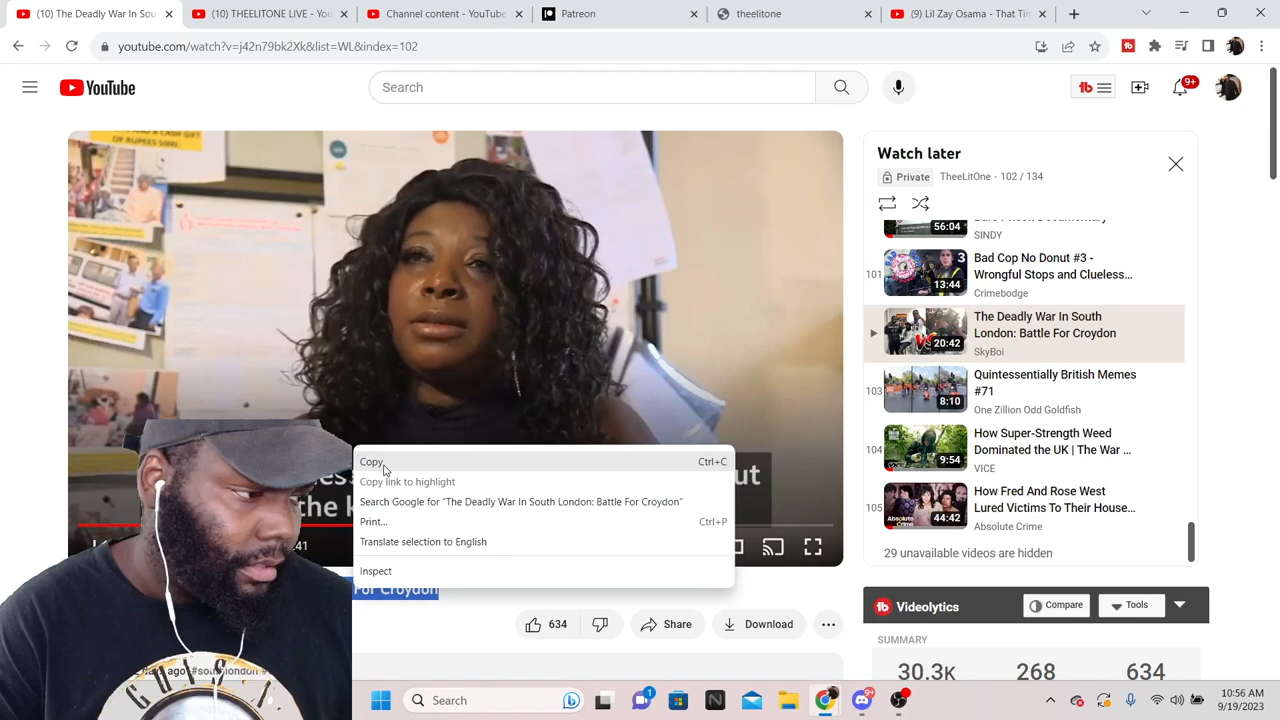 (10) The Deadly War In Sou
(10) THEELITONE LIVE - You
Channel content - YouTube
Patreon
theelitone
(9) Lil Zay Osama - That Tim
youtube.com/watch?v=j42n79bk2Xk&list=WL&index=102
YouTube
Search
9+
Watch later
Private
TheeLitOne - 102 / 134
56:04
SINDY
101
13:44
Bad Cop No Donut #3 -
Wrongful Stops and Clueless...
Crimebodge
20:42
The Deadly War In South
London: Battle For Croydon
SkyBoi
103
8:10
Quintessentially British Memes
#71
One Zillion Odd Goldfish
104
9:54
How Super-Strength Weed
Dominated the UK | The War ...
VICE
105
44:42
How Fred And Rose West
Lured Victims To Their House...
Absolute Crime
29 unavailable videos are hidden
Copy Ctrl+C
Copy link to highlight
Search Google for “The Deadly War In South London: Battle For Croydon”
Print... Ctrl+P
Translate selection to English
Inspect
the k
:41
For Croydon
634
Share
Download
ago #southlondon #
Videolytics
Compare
Tools
SUMMARY
30.3K 268 634
Search
10:56 AM
9/19/2023